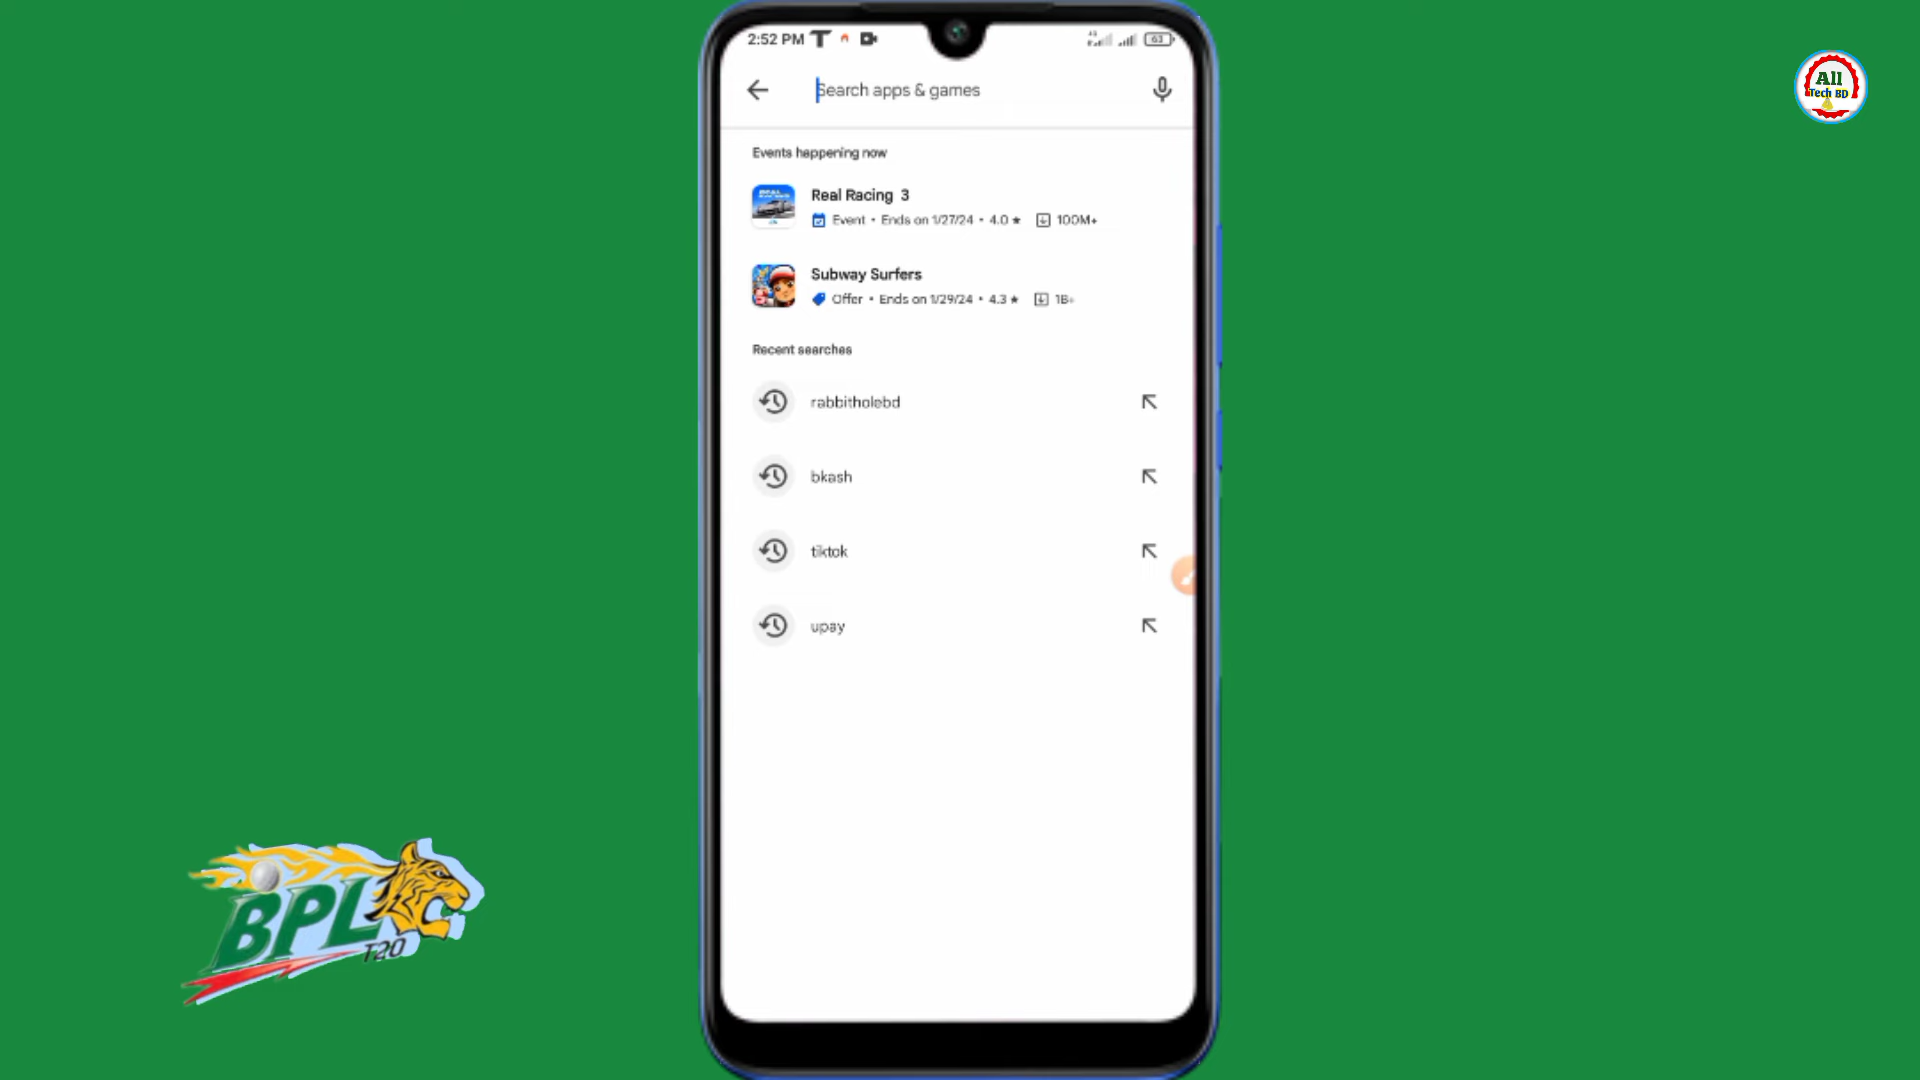 2:52 PM
63
Search apps & games
All
Tech BD
Events happening now
Real Racing 3
Event • Ends on 1/27/24 • 4.0 ★ 100M+
Subway Surfers
Offer • Ends on 1/29/24 • 4.3 ★ 1B+
Recent searches
rabbitholebd
bkash
tiktok
upay
BPL
T20